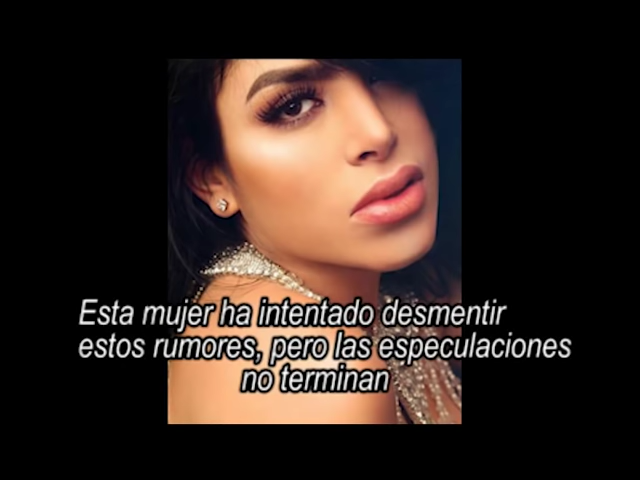 Esta mujer ha intentado desmentir
estos rumores, pero las especulaciones
no terminan